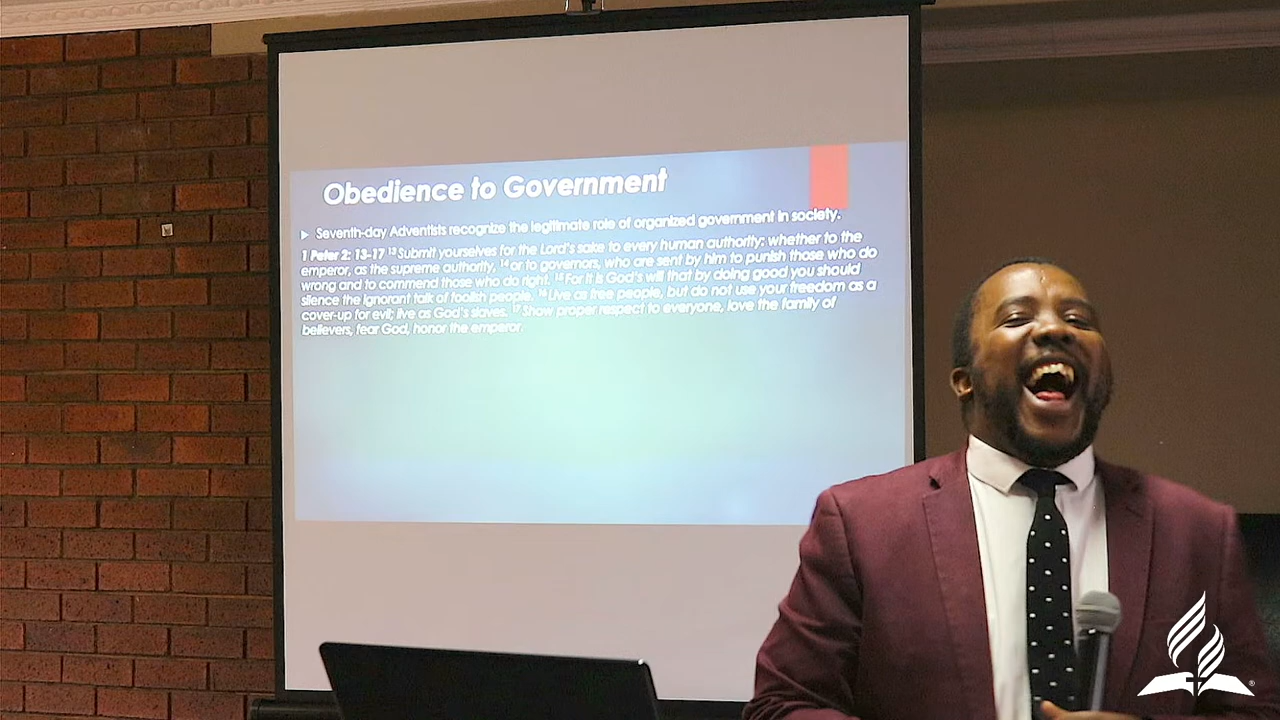 Obedience to Government
Seventh-day Adventists recognize the legitimate role of organized government in society.
1 Peter 2: 13-17 13 Submit yourselves for the Lord's sake to every human authority: whether to the
emperor, as the supreme authority, 14 or to governors, who are sent by him to punish those who do
wrong and to commend those who do right. 15 For it is God's will that by doing good you should
silence the ignorant talk of foolish people. 16 Live as free people, but do not use your freedom as a
cover-up for evil; live as God's slaves. 17 Show proper respect to everyone, love the family of
believers, fear God, honor the emperor.
®